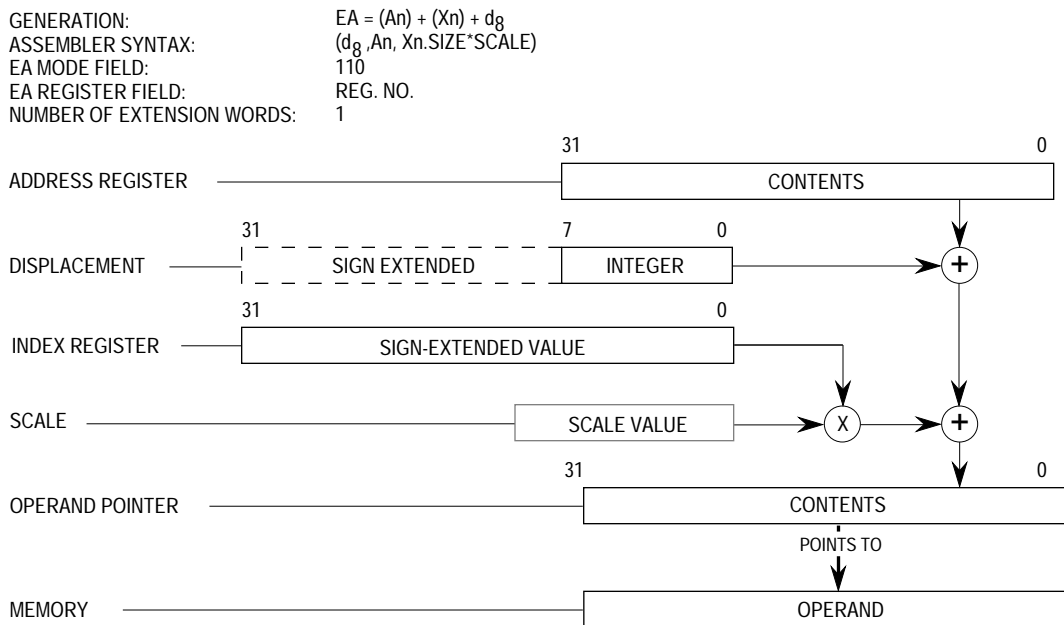 GENERATION: EA = (An) + (Xn) + d8
ASSEMBLER SYNTAX: (d8 ,An, Xn.SIZE*SCALE)
EA MODE FIELD: 110
EA REGISTER FIELD: REG. NO.
NUMBER OF EXTENSION WORDS: 1
31 0
ADDRESS REGISTER CONTENTS
31 7 0
DISPLACEMENT SIGN EXTENDED INTEGER +
31 0
INDEX REGISTER SIGN-EXTENDED VALUE
SCALE SCALE VALUE X +
31 0
OPERAND POINTER CONTENTS
POINTS TO
MEMORY OPERAND